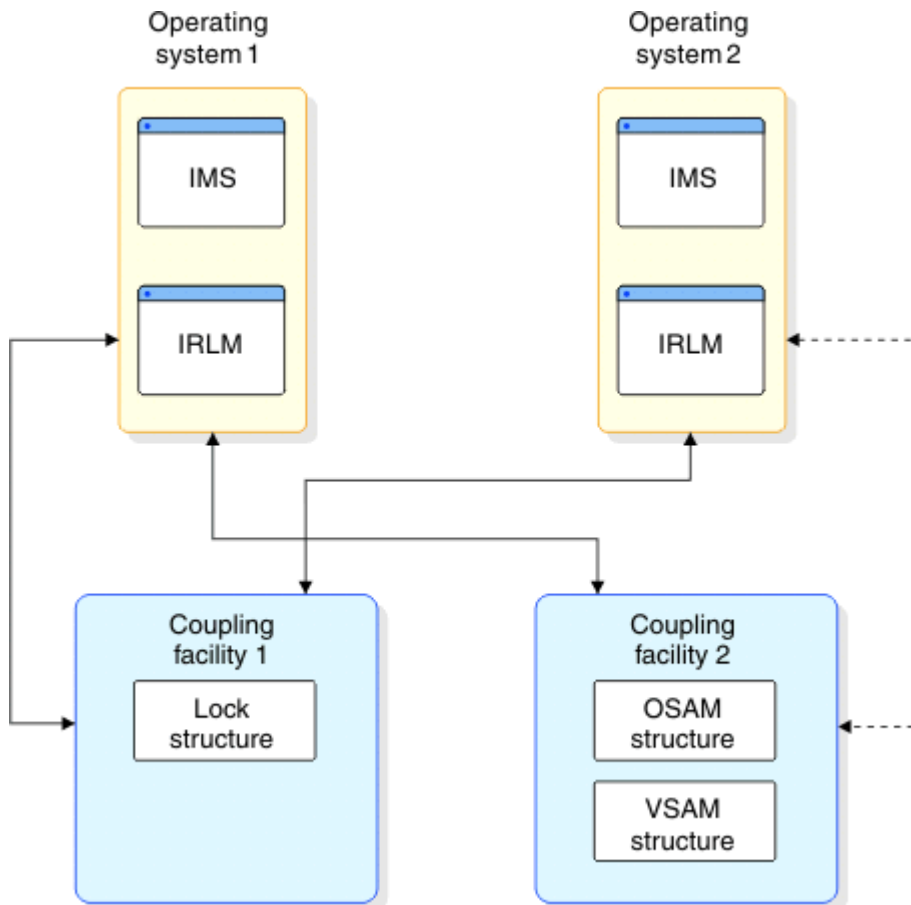 Operating
system 1
Operating
system 2
IMS
IMS
IRLM
IRLM
Coupling
facility 1
Lock
structure
Coupling
facility 2
OSAM
structure
VSAM
structure